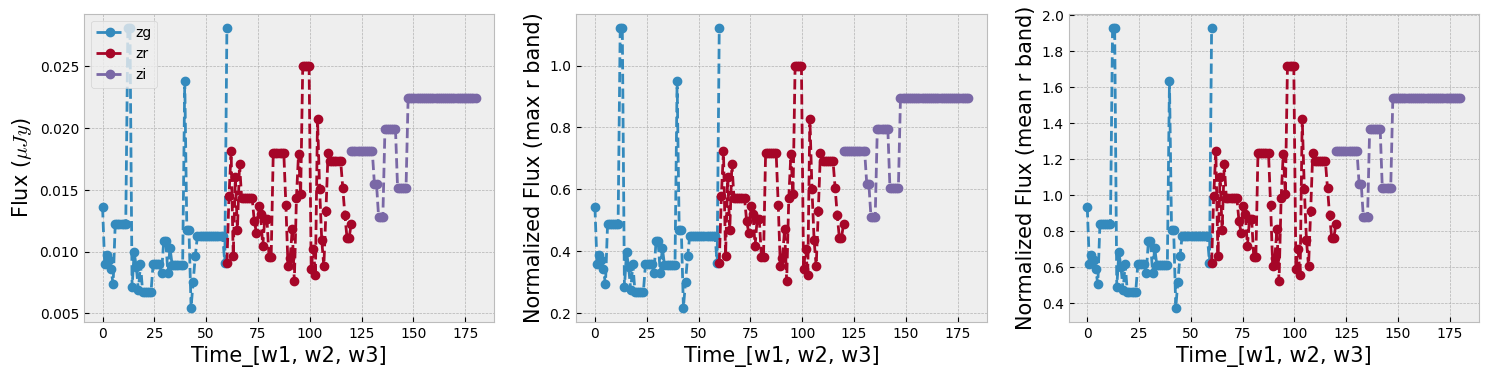 Flux (μJy)
0.025
0.020
0.015
0.010
0.005
zg
zr
zi
0 25 50 75 100 125 150 175
Time_[w1, w2, w3]
Normalized Flux (max r band)
1.0
0.8
0.6
0.4
0.2
0 25 50 75 100 125 150 175
Time_[w1, w2, w3]
Normalized Flux (mean r band)
2.0
1.8
1.6
1.4
1.2
1.0
0.8
0.6
0.4
0 25 50 75 100 125 150 175
Time_[w1, w2, w3]